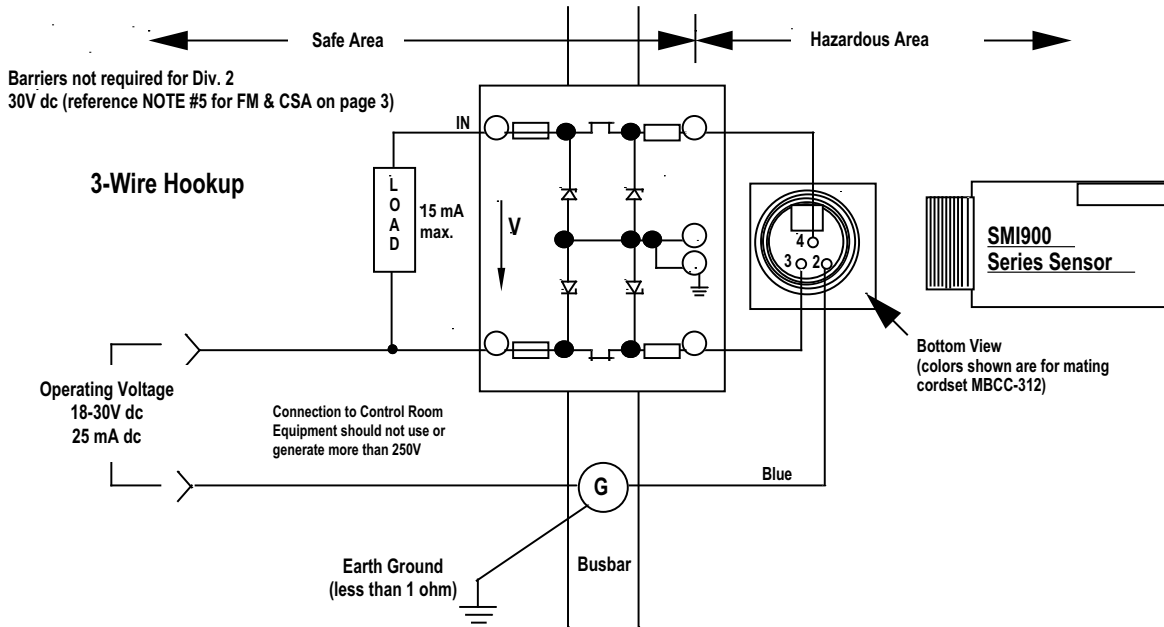 Safe Area
Hazardous Area
Barriers not required for Div. 2
30V dc (reference NOTE #5 for FM & CSA on page 3)
IN
3-Wire Hookup
L
O
A
D
15 mA
max.
V
4
3
2
SMI900
Series Sensor
Bottom View
(colors shown are for mating
cordset MBCC-312)
Operating Voltage
18-30V dc
25 mA dc
Connection to Control Room
Equipment should not use or
generate more than 250V
G
Blue
Earth Ground
(less than 1 ohm)
Busbar